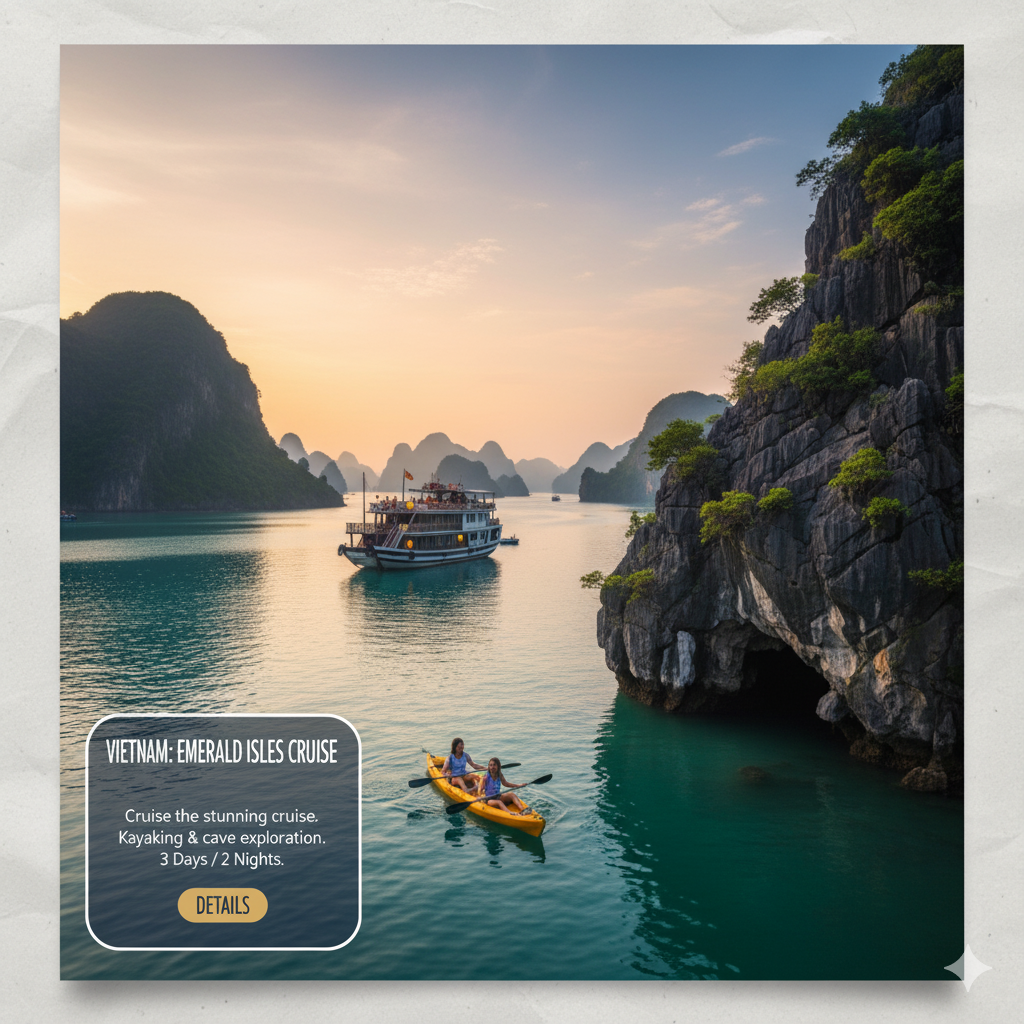 VIETNAM: EMERALD ISLES CRUISE
Cruise the stunning cruise.
Kayaking & cave exploration.
3 Days / 2 Nights.
DETAILS